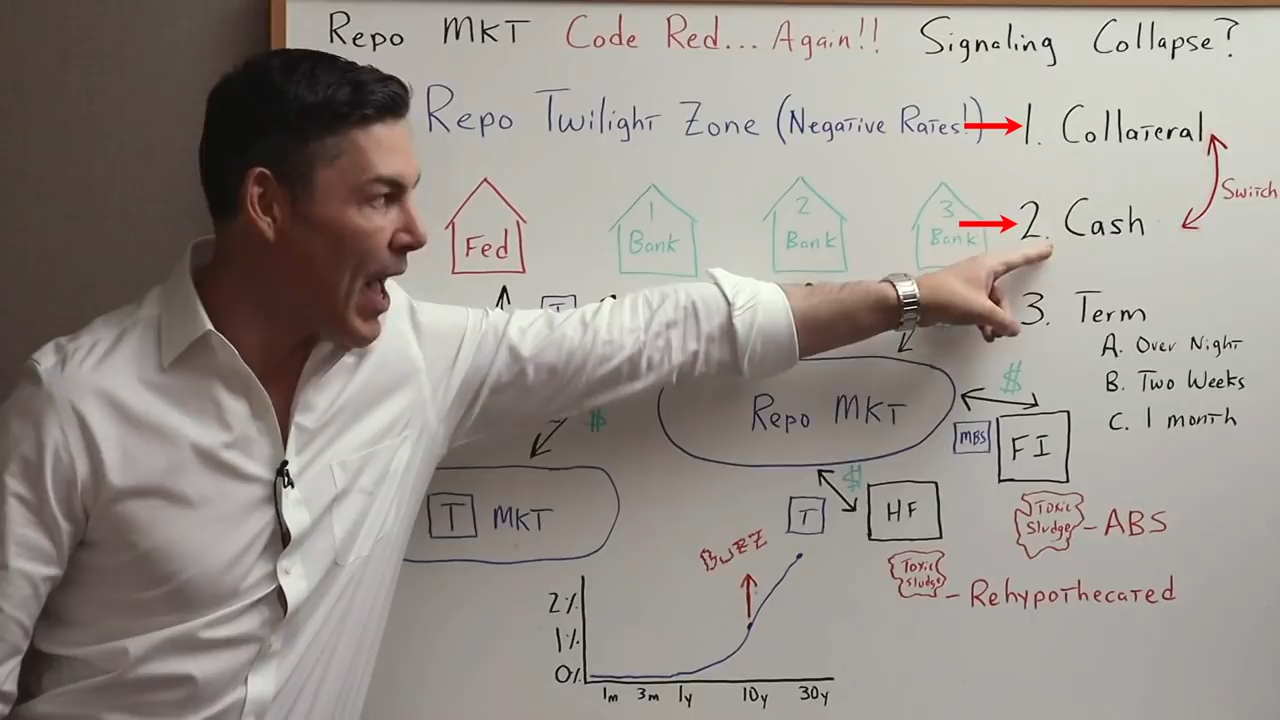 Repo MKT Code Red... Again!! Signaling Collapse?
Repo Twilight Zone (Negative Rates!)
1. Collateral
Switch
2. Cash
3. Term
A. Over Night
B. Two Weeks
C. 1 month
Fed
1 Bank
2 Bank
3 Bank
T
$
Repo MKT
$
MBS
FI
Toxic Sludge - ABS
$
T
HF
Toxic Sludge - Rehypothecated
T MKT
Buzz
2%
1%
0%
1m 3m 1y 10y 30y